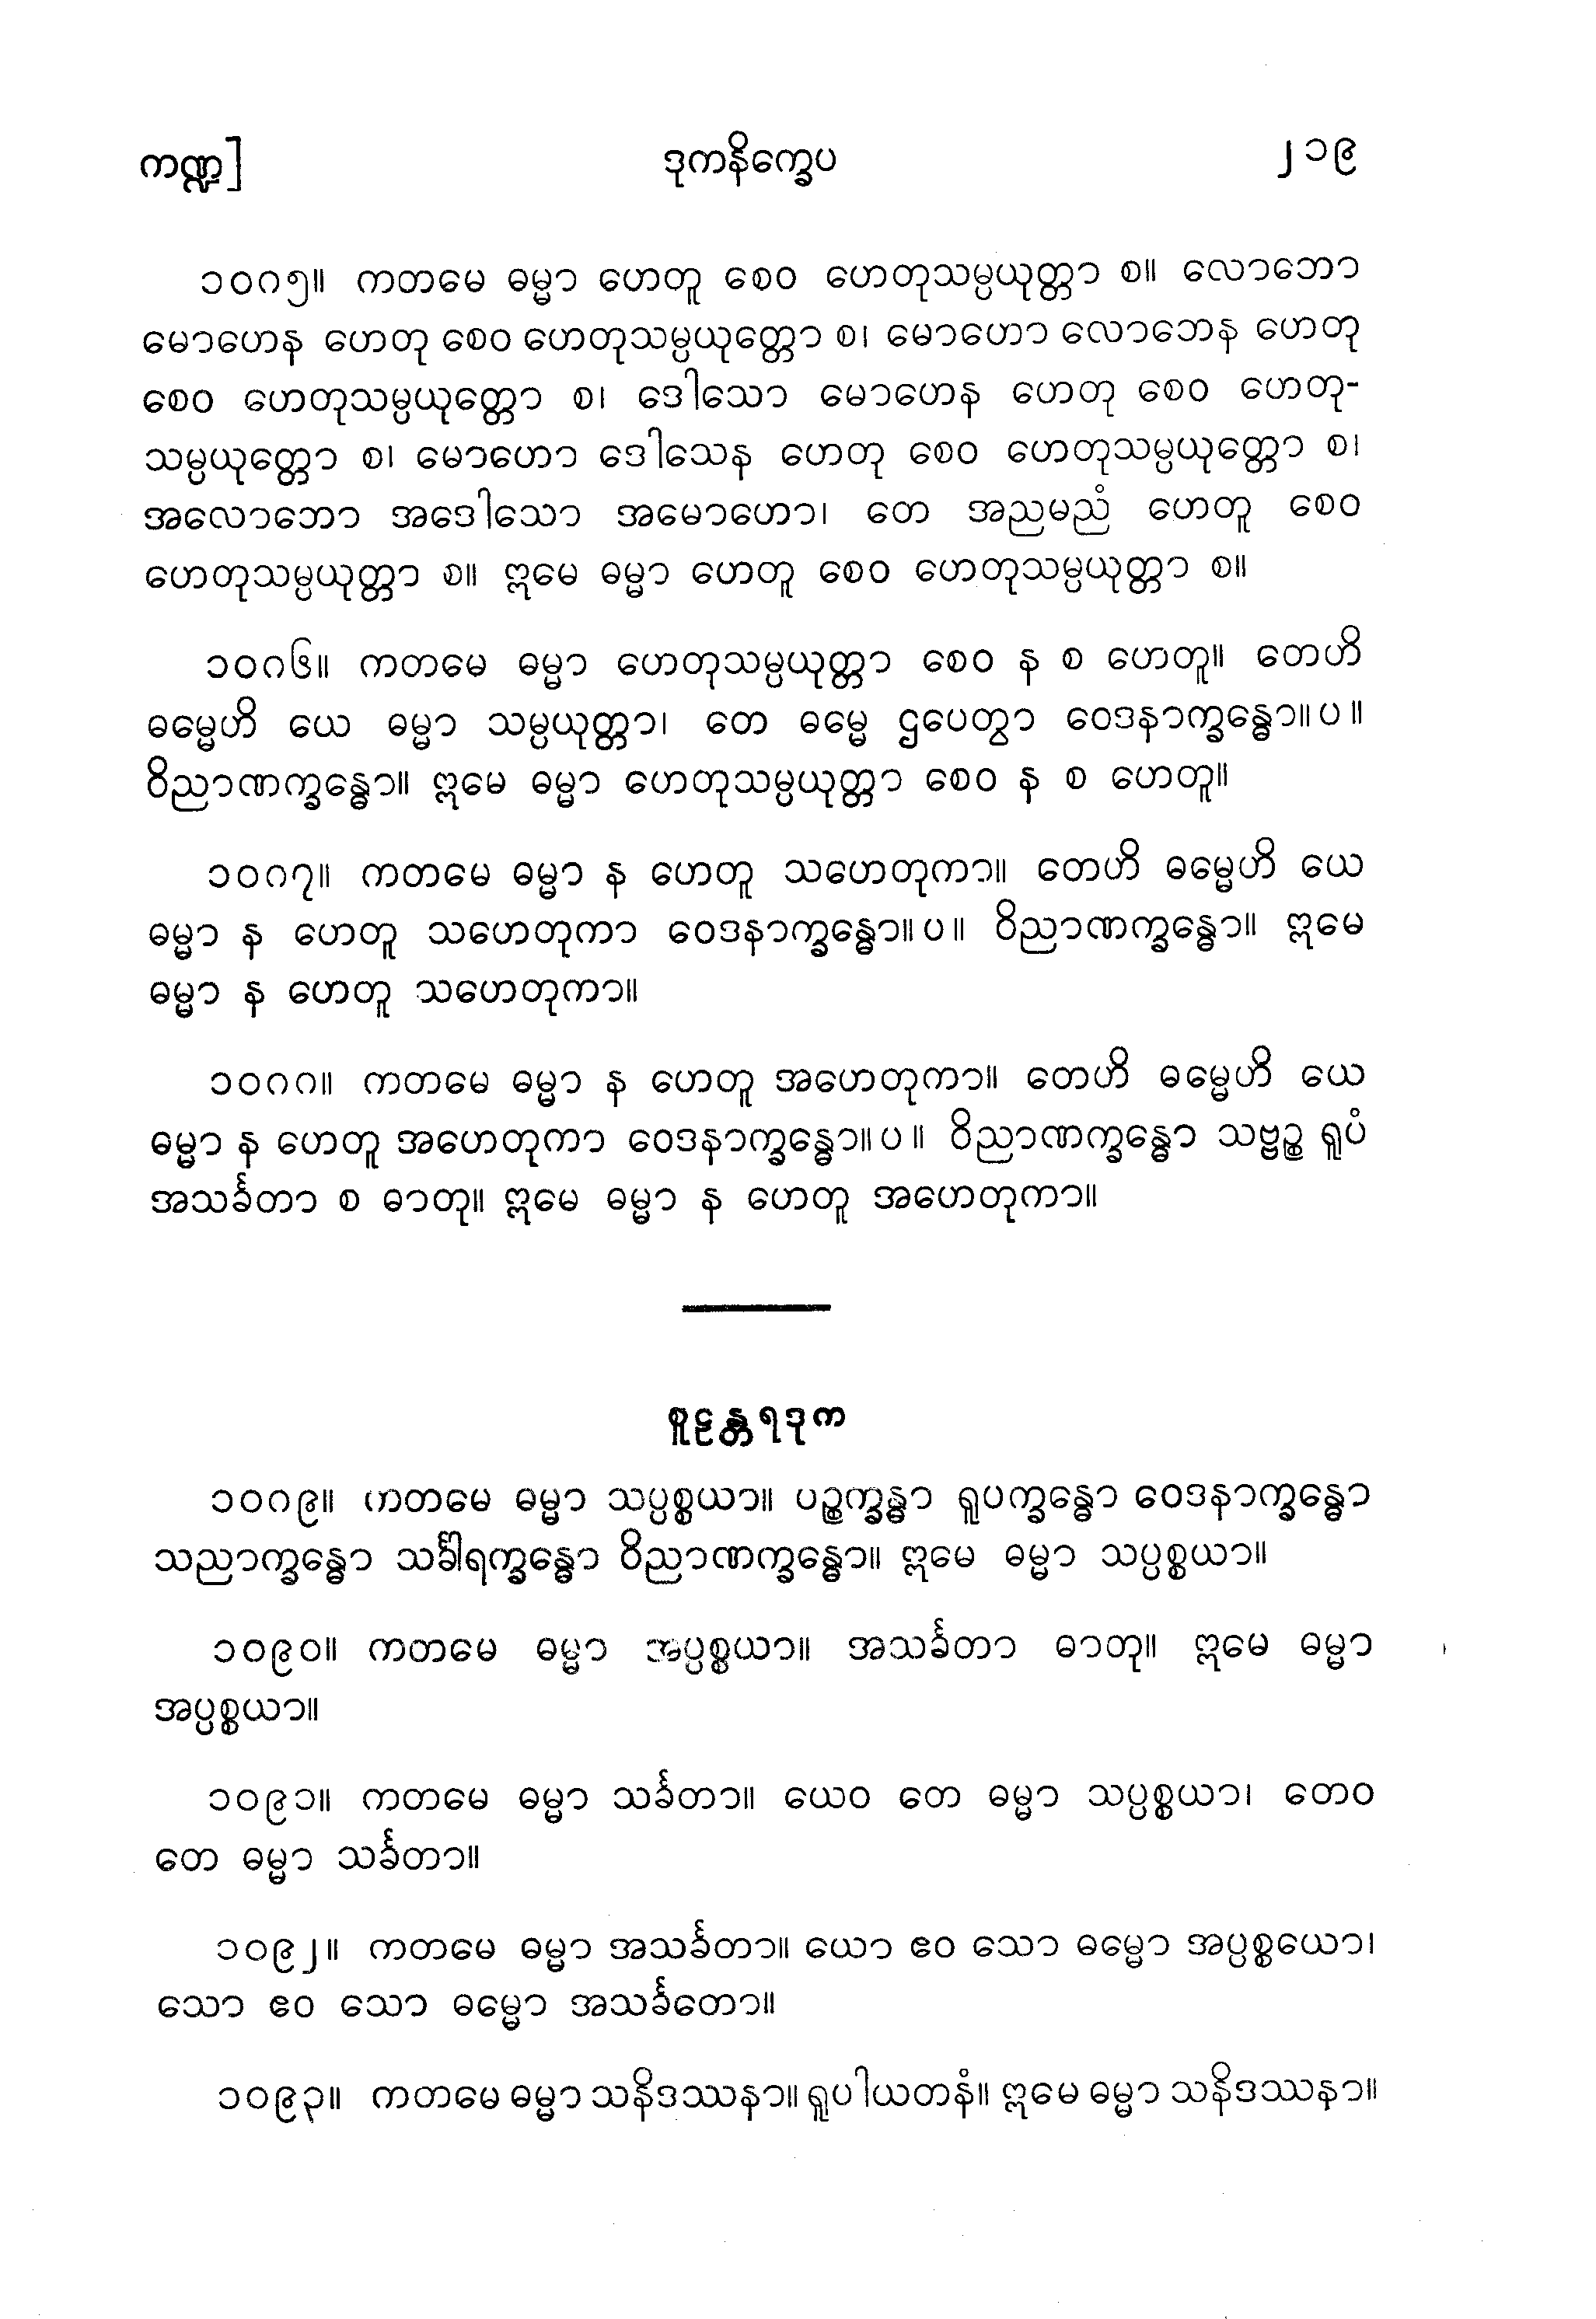 ကဏ္ဍ] ဒုကနိက္ခေပ ၂၁၉
၁၀၈၅။ ကတမေ ဓမ္မာ ဟေတူ စေဝ ဟေတုသမ္ပယုတ္တာ စ။ လောဘော
မောဟေန ဟေတု စေဝ ဟေတုသမ္ပယုတ္တော စ၊ မောဟော လောဘေန ဟေတု
စေဝ ဟေတုသမ္ပယုတ္တော စ၊ ဒေါသော မောဟေန ဟေတု စေဝ ဟေတု-
သမ္ပယုတ္တော စ၊ မောဟော ဒေါသေန ဟေတု စေဝ ဟေတုသမ္ပယုတ္တော စ၊
အလောဘော အဒေါသော အမောဟော၊ တေ အညမညံ ဟေတူ စေဝ
ဟေတုသမ္ပယုတ္တာ စ။ ဣမေ ဓမ္မာ ဟေတူ စေဝ ဟေတုသမ္ပယုတ္တာ စ။
၁၀၈၆။ ကတမေ ဓမ္မာ ဟေတုသမ္ပယုတ္တာ စေဝ န စ ဟေတူ။ တေဟိ
ဓမ္မေဟိ ယေ ဓမ္မာ သမ္ပယုတ္တာ၊ တေ ဓမ္မေ ဌပေတွာ ဝေဒနာက္ခန္ဓော။ ပ ။
ဝိညာဏက္ခန္ဓော။ ဣမေ ဓမ္မာ ဟေတုသမ္ပယုတ္တာ စေဝ န စ ဟေတူ။
၁၀၈၇။ ကတမေ ဓမ္မာ န ဟေတူ သဟေတုကာ။ တေဟိ ဓမ္မေဟိ ယေ
ဓမ္မာ န ဟေတူ သဟေတုကာ ဝေဒနာက္ခန္ဓော။ ပ ။ ဝိညာဏက္ခန္ဓော။ ဣမေ
ဓမ္မာ န ဟေတူ သဟေတုကာ။
၁၀၈၈။ ကတမေ ဓမ္မာ န ဟေတူ အဟေတုကာ။ တေဟိ ဓမ္မေဟိ ယေ
ဓမ္မာ န ဟေတူ အဟေတုကာ ဝေဒနာက္ခန္ဓော။ ပ ။ ဝိညာဏက္ခန္ဓော သဗ္ဗဉ္စ ရူပံ
အသင်္ခတာ စ ဓာတု။ ဣမေ ဓမ္မာ န ဟေတူ အဟေတုကာ။
စူဠန္တရဒုက
၁၀၈၉။ ကတမေ ဓမ္မာ သပ္ပစ္စယာ။ ပဉ္စက္ခန္ဓာ ရူပက္ခန္ဓော ဝေဒနာက္ခန္ဓော
သညာက္ခန္ဓော သင်္ခါရက္ခန္ဓော ဝိညာဏက္ခန္ဓော။ ဣမေ ဓမ္မာ သပ္ပစ္စယာ။
၁၀၉၀။ ကတမေ ဓမ္မာ အပ္ပစ္စယာ။ အသင်္ခတာ ဓာတု။ ဣမေ ဓမ္မာ
အပ္ပစ္စယာ။
၁၀၉၁။ ကတမေ ဓမ္မာ သင်္ခတာ။ ယေဝ တေ ဓမ္မာ သပ္ပစ္စယာ၊ တေဝ
တေ ဓမ္မာ သင်္ခတာ။
၁၀၉၂။ ကတမေ ဓမ္မာ အသင်္ခတာ။ ယော ဧဝ သော ဓမ္မော အပ္ပစ္စယော၊
သော ဧဝ သော ဓမ္မော အသင်္ခတော။
၁၀၉၃။ ကတမေ ဓမ္မာ သနိဒဿနာ။ ရူပါယတနံ။ ဣမေ ဓမ္မာ သနိဒဿနာ။